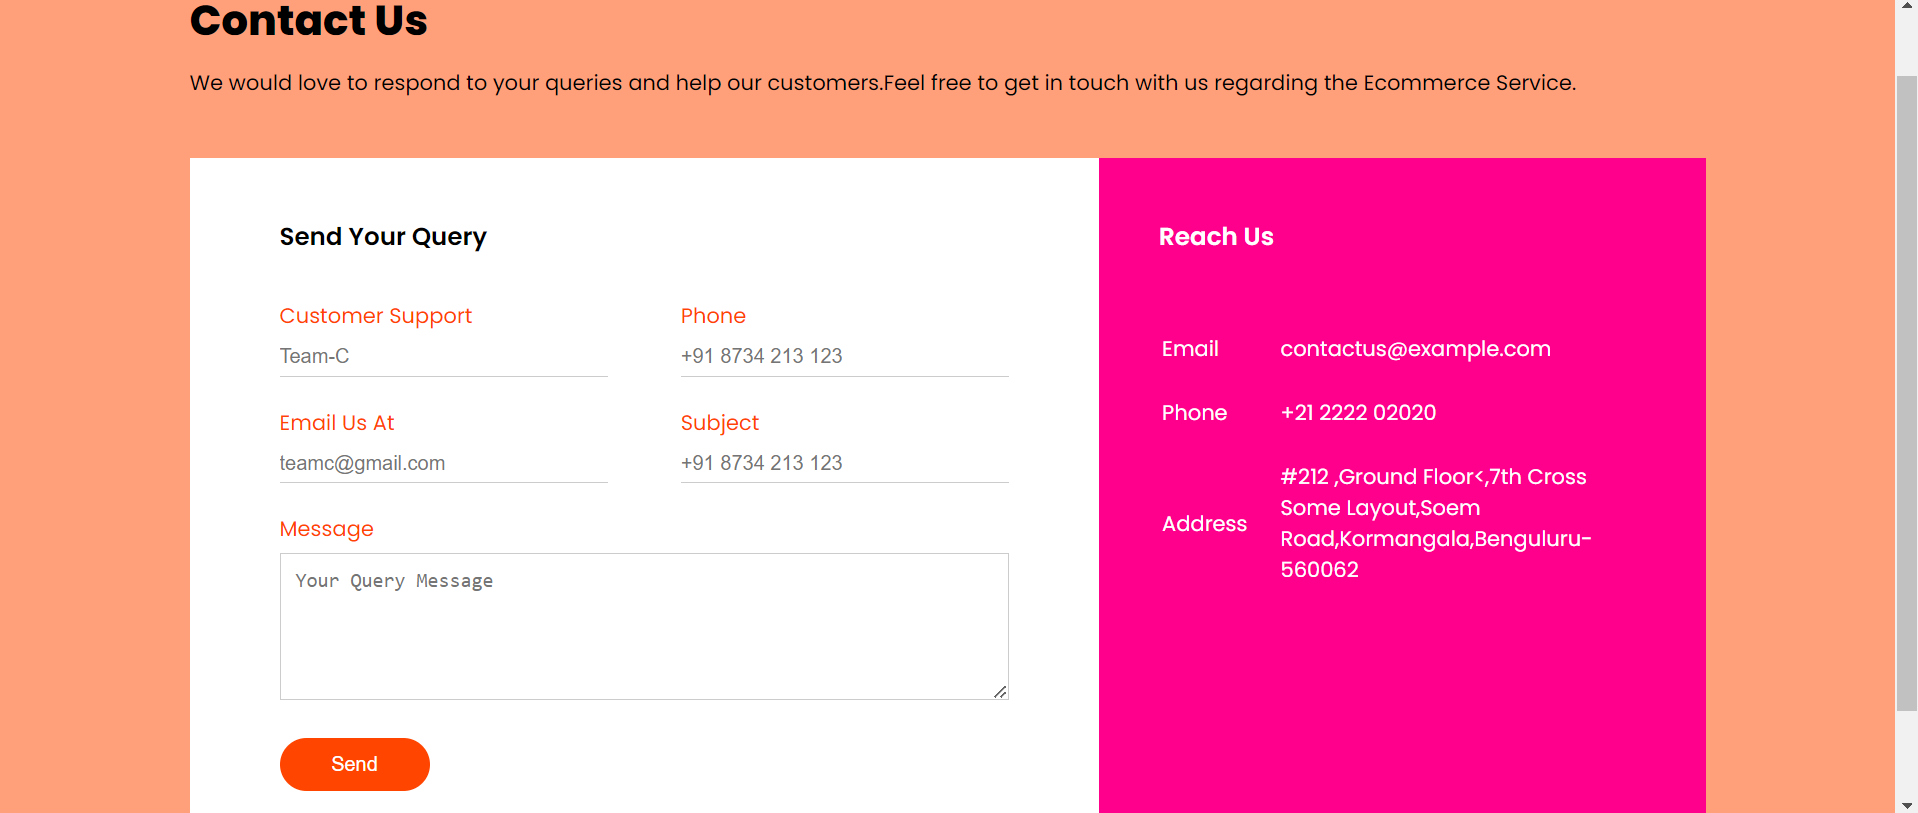 Contact Us
We would love to respond to your queries and help our customers.Feel free to get in touch with us regarding the Ecommerce Service.
Send Your Query
Customer Support
Team-C
Phone
+91 8734 213 123
Email Us At
teamc@gmail.com
Subject
+91 8734 213 123
Message
Your Query Message
Send
Reach Us
Email
contactus@example.com
Phone
+21 2222 02020
Address
#212 ,Ground Floor<,7th Cross
Some Layout,Soem
Road,Kormangala,Benguluru-
560062